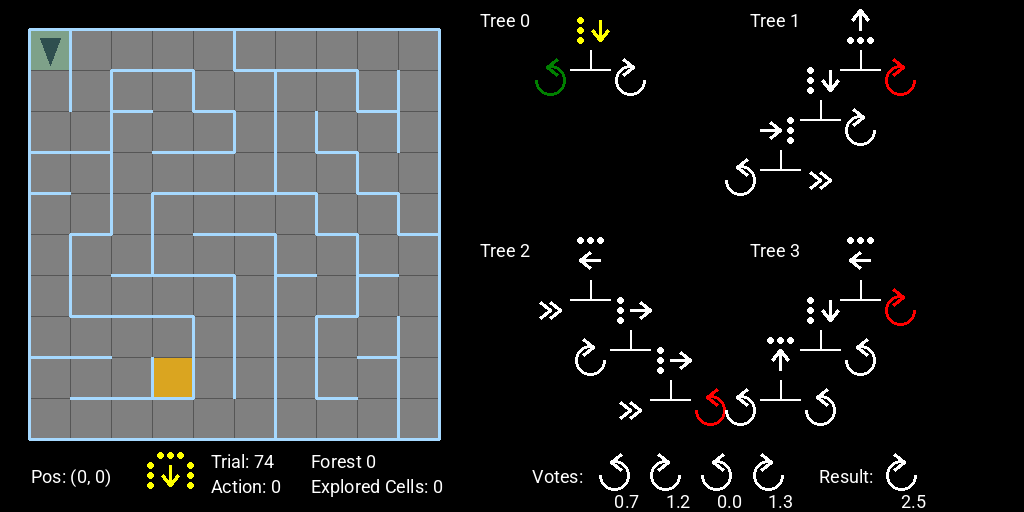 Tree 0
Tree 1
Tree 2
Tree 3
Pos: (0, 0)
Trial: 74
Forest 0
Action: 0
Explored Cells: 0
Votes:
0.7
1.2
0.0
1.3
Result:
2.5